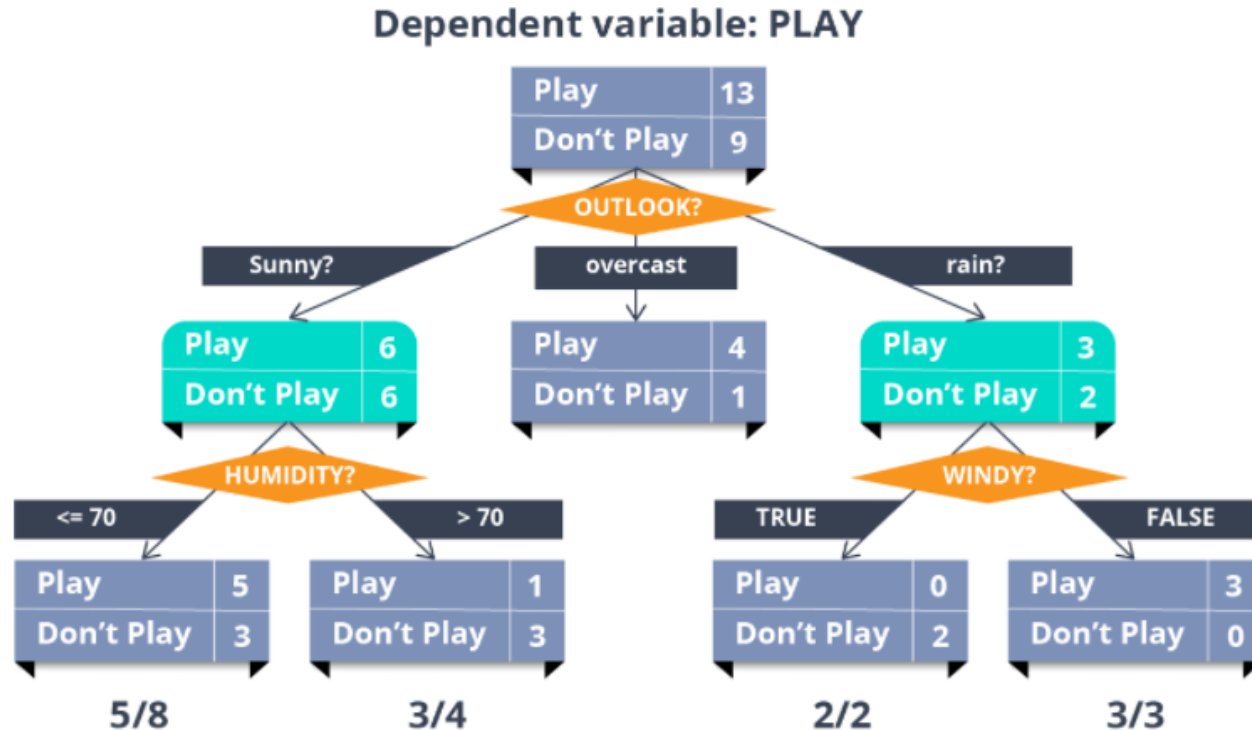 Dependent variable: PLAY
Play 13
Don't Play 9
OUTLOOK?
Sunny? overcast rain?
Play 6 Play 4 Play 3
Don't Play 6 Don't Play 1 Don't Play 2
HUMIDITY? WINDY?
<= 70 > 70 TRUE FALSE
Play 5 Play 1 Play 0 Play 3
Don't Play 3 Don't Play 3 Don't Play 2 Don't Play 0
5/8 3/4 2/2 3/3